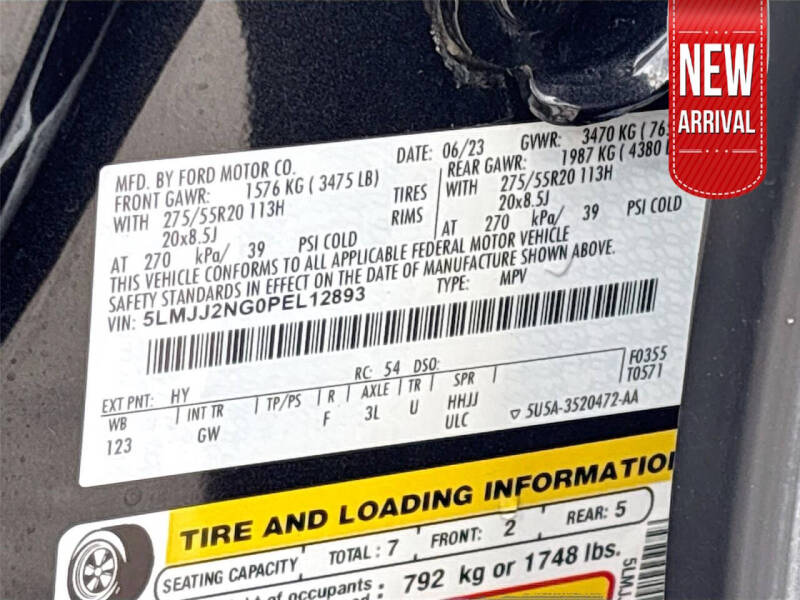 NEW
ARRIVAL
MFD. BY FORD MOTOR CO.
DATE: 06/23
GVWR: 3470 KG (
FRONT GAWR: 1576 KG ( 3475 LB)
REAR GAWR: 1987 KG ( 4380
WITH 275/55R20 113H
TIRES
WITH 275/55R20 113H
20x8.5J
RIMS
20x8.5J
AT 270 kPa/ 39 PSI COLD
AT 270 kPa/ 39 PSI COLD
THIS VEHICLE CONFORMS TO ALL APPLICABLE FEDERAL MOTOR VEHICLE
SAFETY STANDARDS IN EFFECT ON THE DATE OF MANUFACTURE SHOWN ABOVE.
VIN: 5LMJJ2NG0PEL12893
TYPE: MPV
EXT PNT: HY
RC: 54 DSO:
F0355
T0571
WB
INT TR
TP/PS
R
AXLE
TR
SPR
123
GW
F
3L
U
HHJJ
ULC
5U5A-3520472-AA
TIRE AND LOADING INFORMATION
SEATING CAPACITY
TOTAL : 7
FRONT: 2
REAR: 5
of occupants : 792 kg or 1748 lbs.
5LMJ